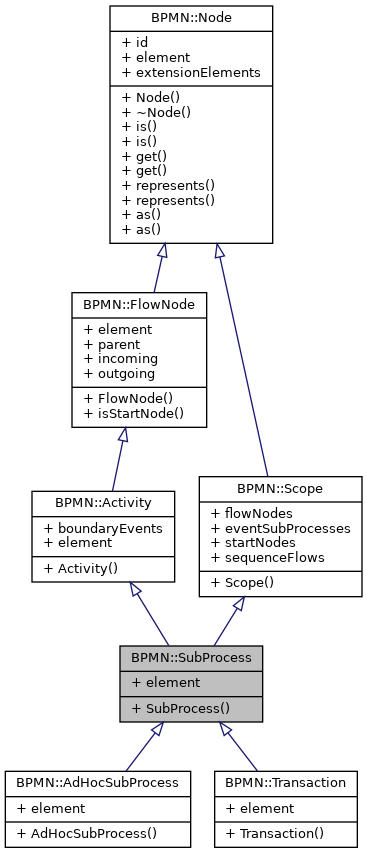 BPMN::Node
+ id
+ element
+ extensionElements
+ Node()
+ ~Node()
+ is()
+ is()
+ get()
+ get()
+ represents()
+ represents()
+ as()
+ as()
BPMN::FlowNode
+ element
+ parent
+ incoming
+ outgoing
+ FlowNode()
+ isStartNode()
BPMN::Activity
+ boundaryEvents
+ element
+ Activity()
BPMN::Scope
+ flowNodes
+ eventSubProcesses
+ startNodes
+ sequenceFlows
+ Scope()
BPMN::SubProcess
+ element
+ SubProcess()
BPMN::AdHocSubProcess
+ element
+ AdHocSubProcess()
BPMN::Transaction
+ element
+ Transaction()